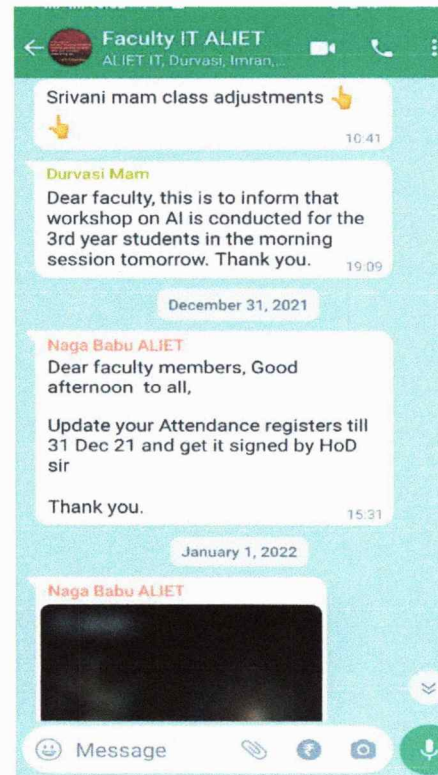 Faculty IT ALIET
ALIET IT, Durvasi, Imran,...
Srivani mam class adjustments 👆
👆
10:41
Durvasi Mam
Dear faculty, this is to inform that
workshop on AI is conducted for the
3rd year students in the morning
session tomorrow. Thank you.
19:09
December 31, 2021
Naga Babu ALIET
Dear faculty members, Good
afternoon to all,
Update your Attendance registers till
31 Dec 21 and get it signed by HoD
sir
Thank you.
15:31
January 1, 2022
Naga Babu ALIET
Message